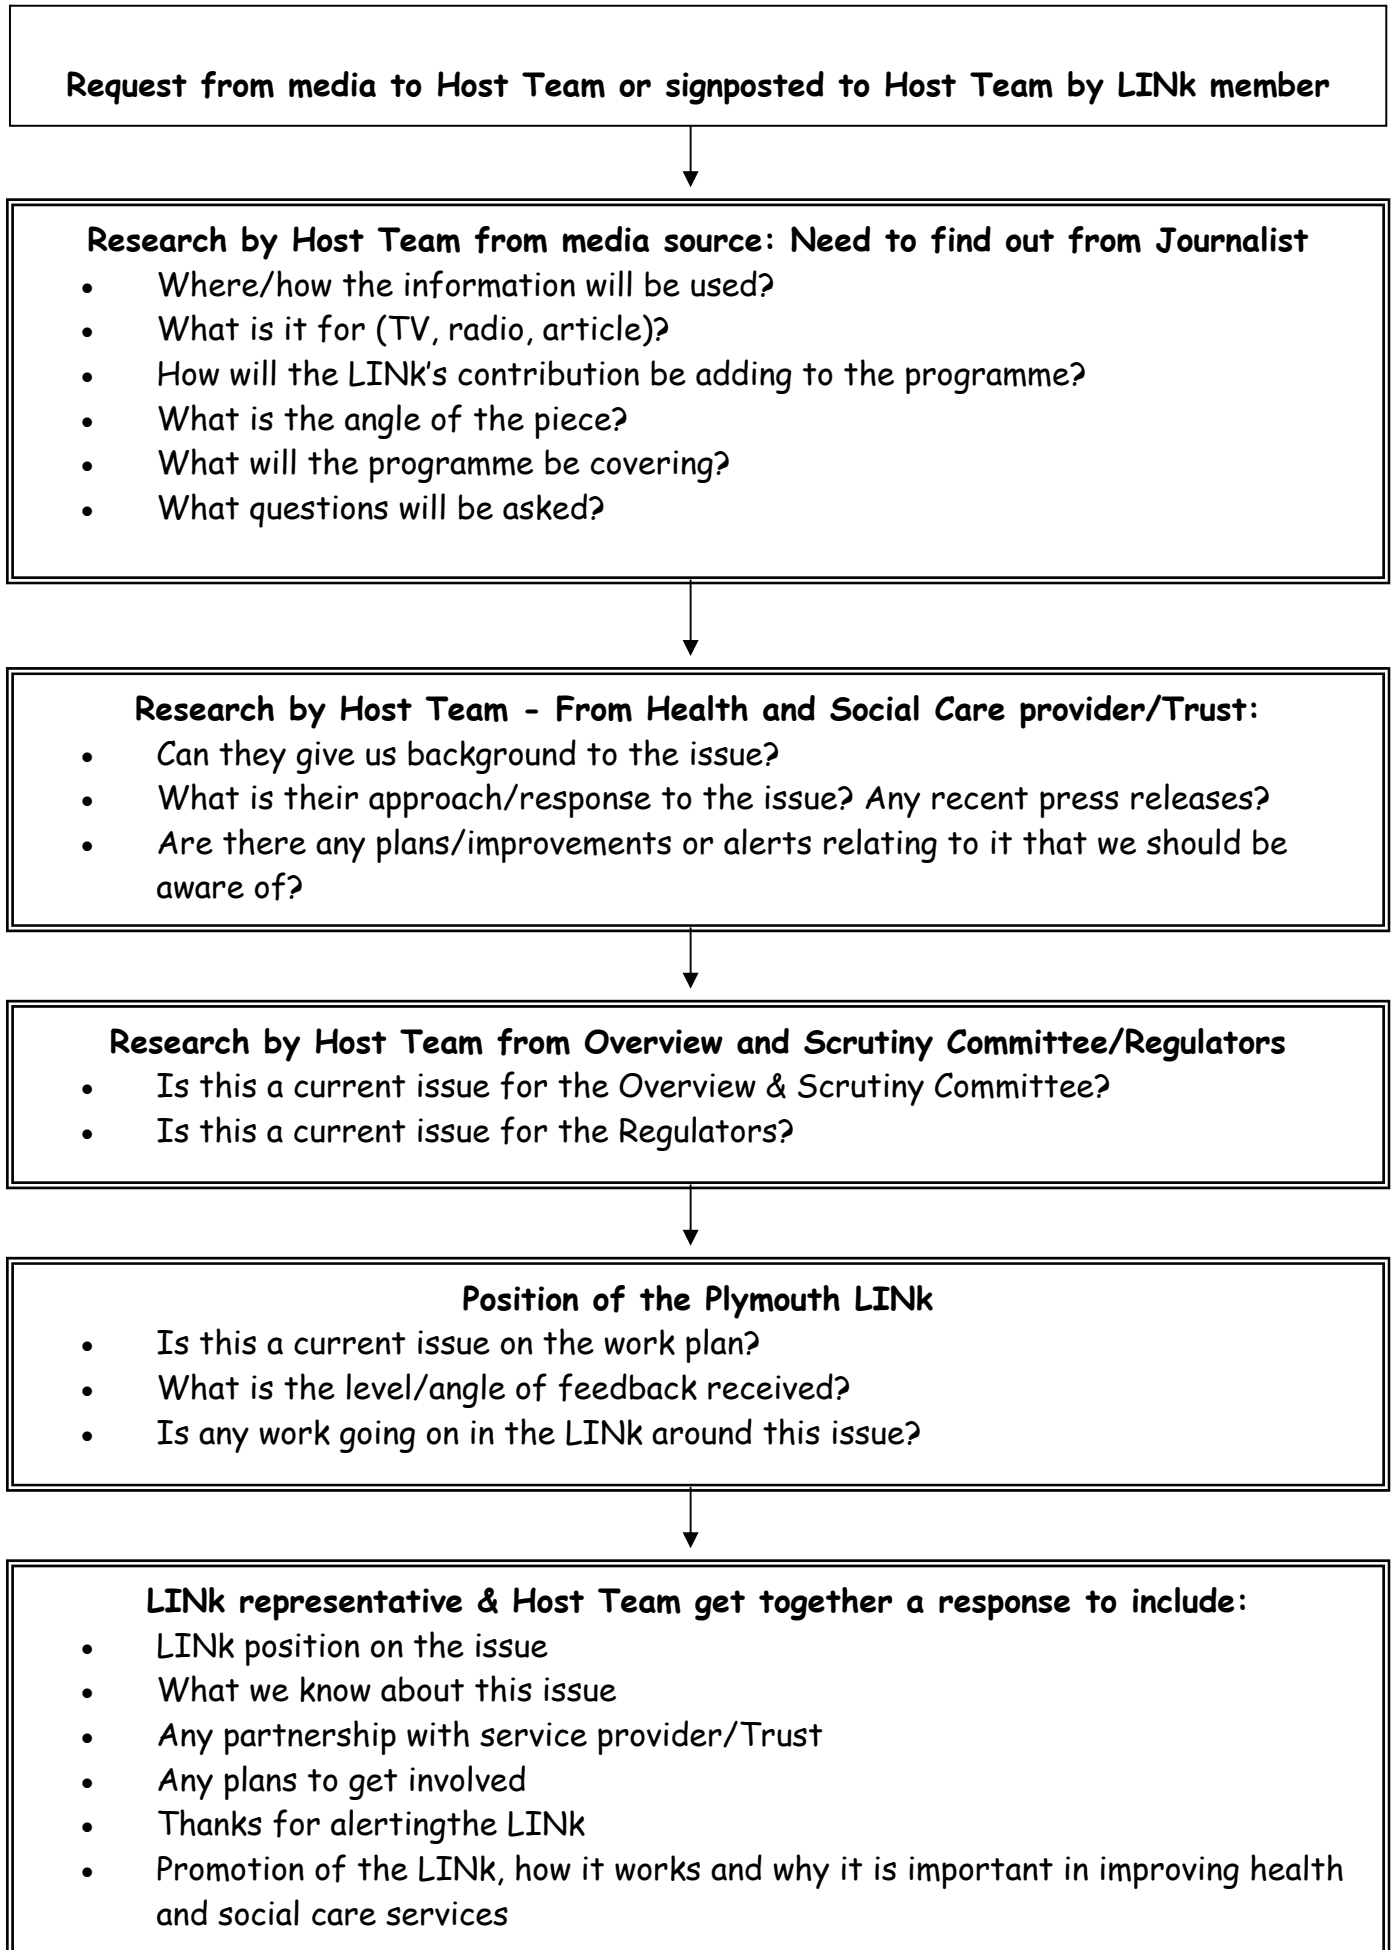 Request from media to Host Team or signposted to Host Team by LINk member
Research by Host Team from media source: Need to find out from Journalist
• Where/how the information will be used?
• What is it for (TV, radio, article)?
• How will the LINk’s contribution be adding to the programme?
• What is the angle of the piece?
• What will the programme be covering?
• What questions will be asked?
Research by Host Team - From Health and Social Care provider/Trust:
• Can they give us background to the issue?
• What is their approach/response to the issue? Any recent press releases?
• Are there any plans/improvements or alerts relating to it that we should be
aware of?
Research by Host Team from Overview and Scrutiny Committee/Regulators
• Is this a current issue for the Overview & Scrutiny Committee?
• Is this a current issue for the Regulators?
Position of the Plymouth LINk
• Is this a current issue on the work plan?
• What is the level/angle of feedback received?
• Is any work going on in the LINk around this issue?
LINk representative & Host Team get together a response to include:
• LINk position on the issue
• What we know about this issue
• Any partnership with service provider/Trust
• Any plans to get involved
• Thanks for alertingthe LINk
• Promotion of the LINk, how it works and why it is important in improving health
and social care services